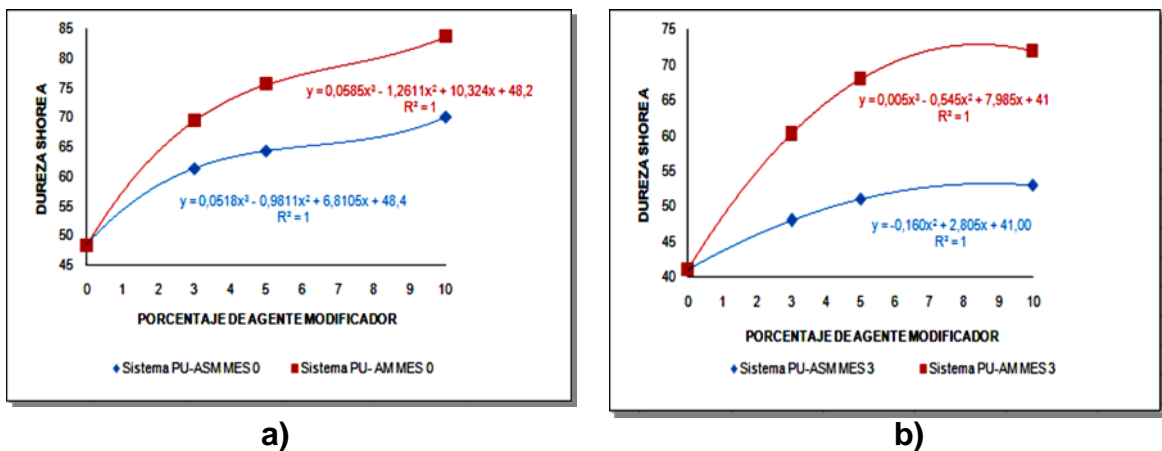 85
80
75
70
65
60
55
50
45
DUREZA SHORE A
y = 0,0585x³ - 1,2611x² + 10,324x + 48,2
R² = 1
y = 0,0518x³ - 0,9811x² + 6,8105x + 48,4
R² = 1
0 1 2 3 4 5 6 7 8 9 10
PORCENTAJE DE AGENTE MODIFICADOR
Sistema PU-ASM MES 0 Sistema PU- AM MES 0
a)
75
70
65
60
55
50
45
40
DUREZA SHORE A
y = 0,005x³ - 0,545x² + 7,985x + 41
R² = 1
y = -0,160x² + 2,805x + 41,00
R² = 1
0 1 2 3 4 5 6 7 8 9 10
PORCENTAJE DE AGENTE MODIFICADOR
Sistema PU-ASM MES 3 Sistema PU-AM MES 3
b)